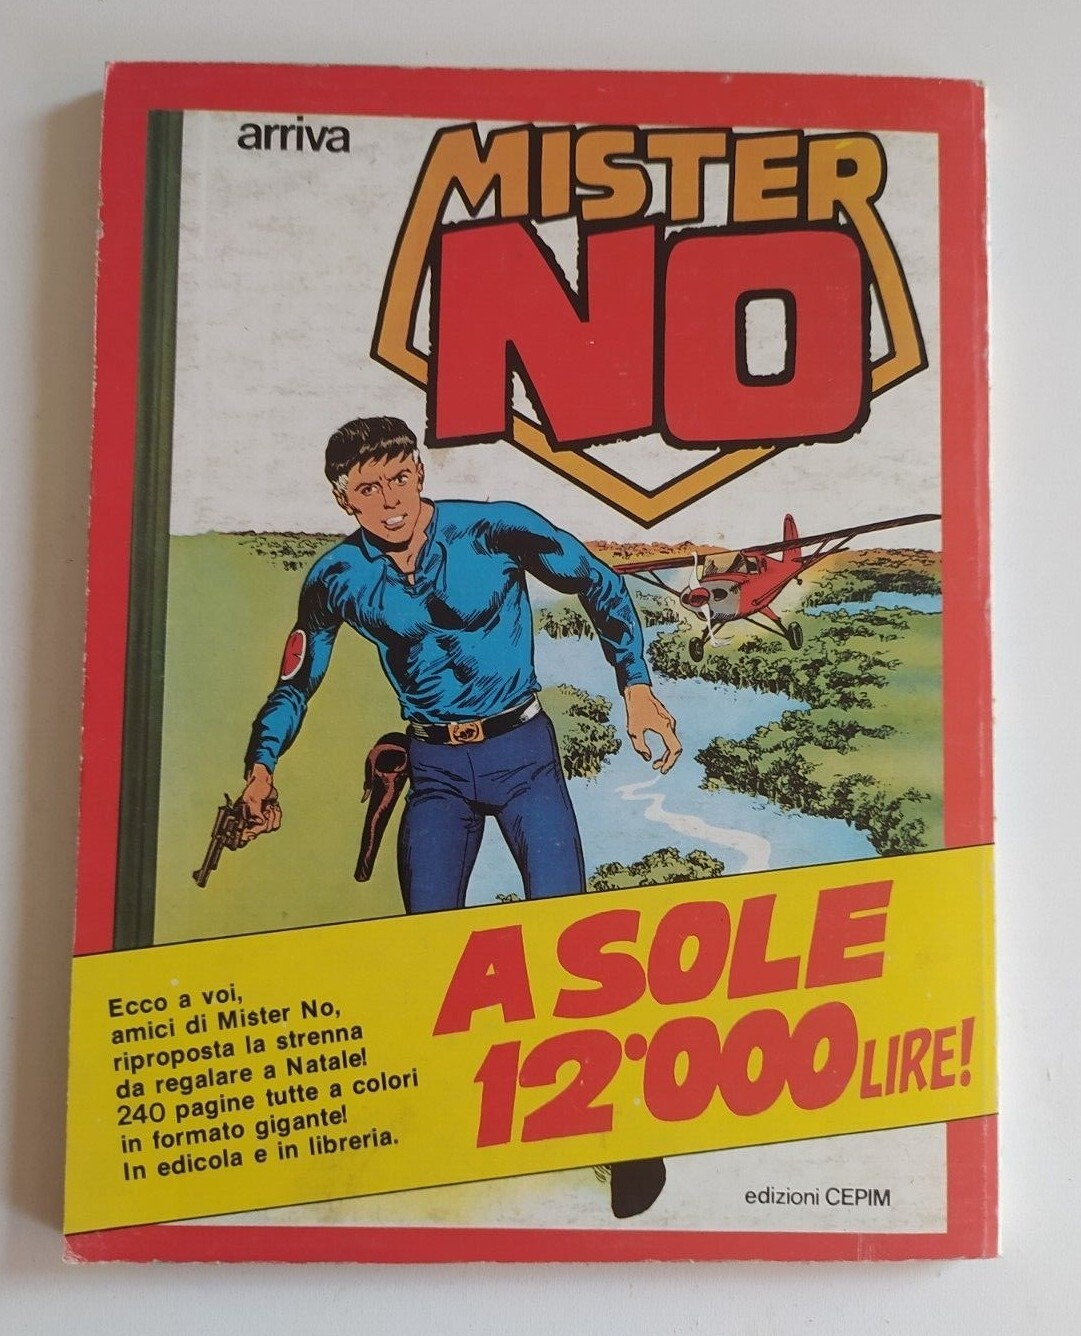 arriva
MISTER
NO
A SOLE
12'000 LIRE!
Ecco a voi,
amici di Mister No,
riproposta la strenna
da regalare a Natale!
240 pagine tutte a colori
in formato gigante!
In edicola e in libreria.
edizioni CEPIM